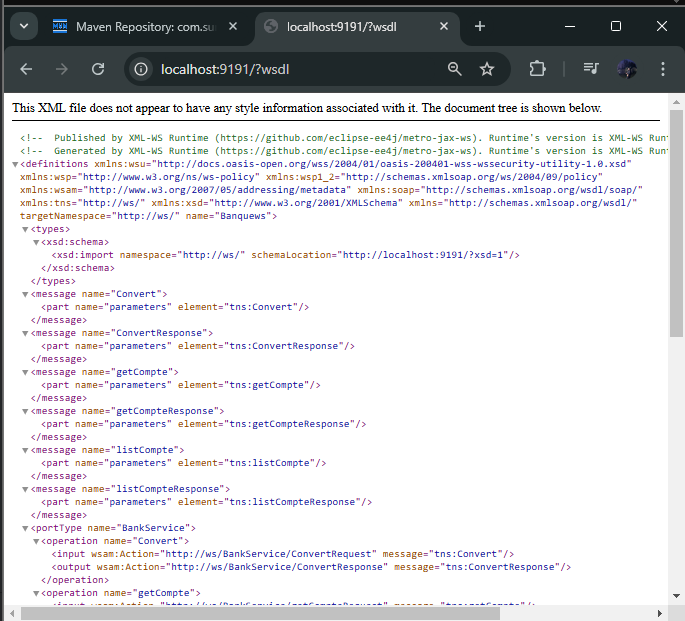 Maven Repository: com.su
localhost:9191/?wsdl
localhost:9191/?wsdl
This XML file does not appear to have any style information associated with it. The document tree is shown below.
<!-- Published by XML-WS Runtime (https://github.com/eclipse-ee4j/metro-jax-ws). Runtime's version is XML-WS Run
<!-- Generated by XML-WS Runtime (https://github.com/eclipse-ee4j/metro-jax-ws). Runtime's version is XML-WS Run
<definitions xmlns:wsu="http://docs.oasis-open.org/wss/2004/01/oasis-200401-wss-wssecurity-utility-1.0.xsd"
xmlns:wsp="http://www.w3.org/ns/ws-policy" xmlns:wsp1_2="http://schemas.xmlsoap.org/ws/2004/09/policy"
xmlns:wsam="http://www.w3.org/2007/05/addressing/metadata" xmlns:soap="http://schemas.xmlsoap.org/wsdl/soap/"
xmlns:tns="http://ws/" xmlns:xsd="http://www.w3.org/2001/XMLSchema" xmlns="http://schemas.xmlsoap.org/wsdl/"
targetNamespace="http://ws/" name="Banquews">
<types>
<xsd:schema>
<xsd:import namespace="http://ws/" schemaLocation="http://localhost:9191/?xsd=1"/>
</xsd:schema>
</types>
<message name="Convert">
<part name="parameters" element="tns:Convert"/>
</message>
<message name="ConvertResponse">
<part name="parameters" element="tns:ConvertResponse"/>
</message>
<message name="getCompte">
<part name="parameters" element="tns:getCompte"/>
</message>
<message name="getCompteResponse">
<part name="parameters" element="tns:getCompteResponse"/>
</message>
<message name="listCompte">
<part name="parameters" element="tns:listCompte"/>
</message>
<message name="listCompteResponse">
<part name="parameters" element="tns:listCompteResponse"/>
</message>
<portType name="BankService">
<operation name="Convert">
<input wsam:Action="http://ws/BankService/ConvertRequest" message="tns:Convert"/>
<output wsam:Action="http://ws/BankService/ConvertResponse" message="tns:ConvertResponse"/>
</operation>
<operation name="getCompte">
<input wsam:Action="http://ws/BankService/getCompteRequest" message="tns:getCompte"/>